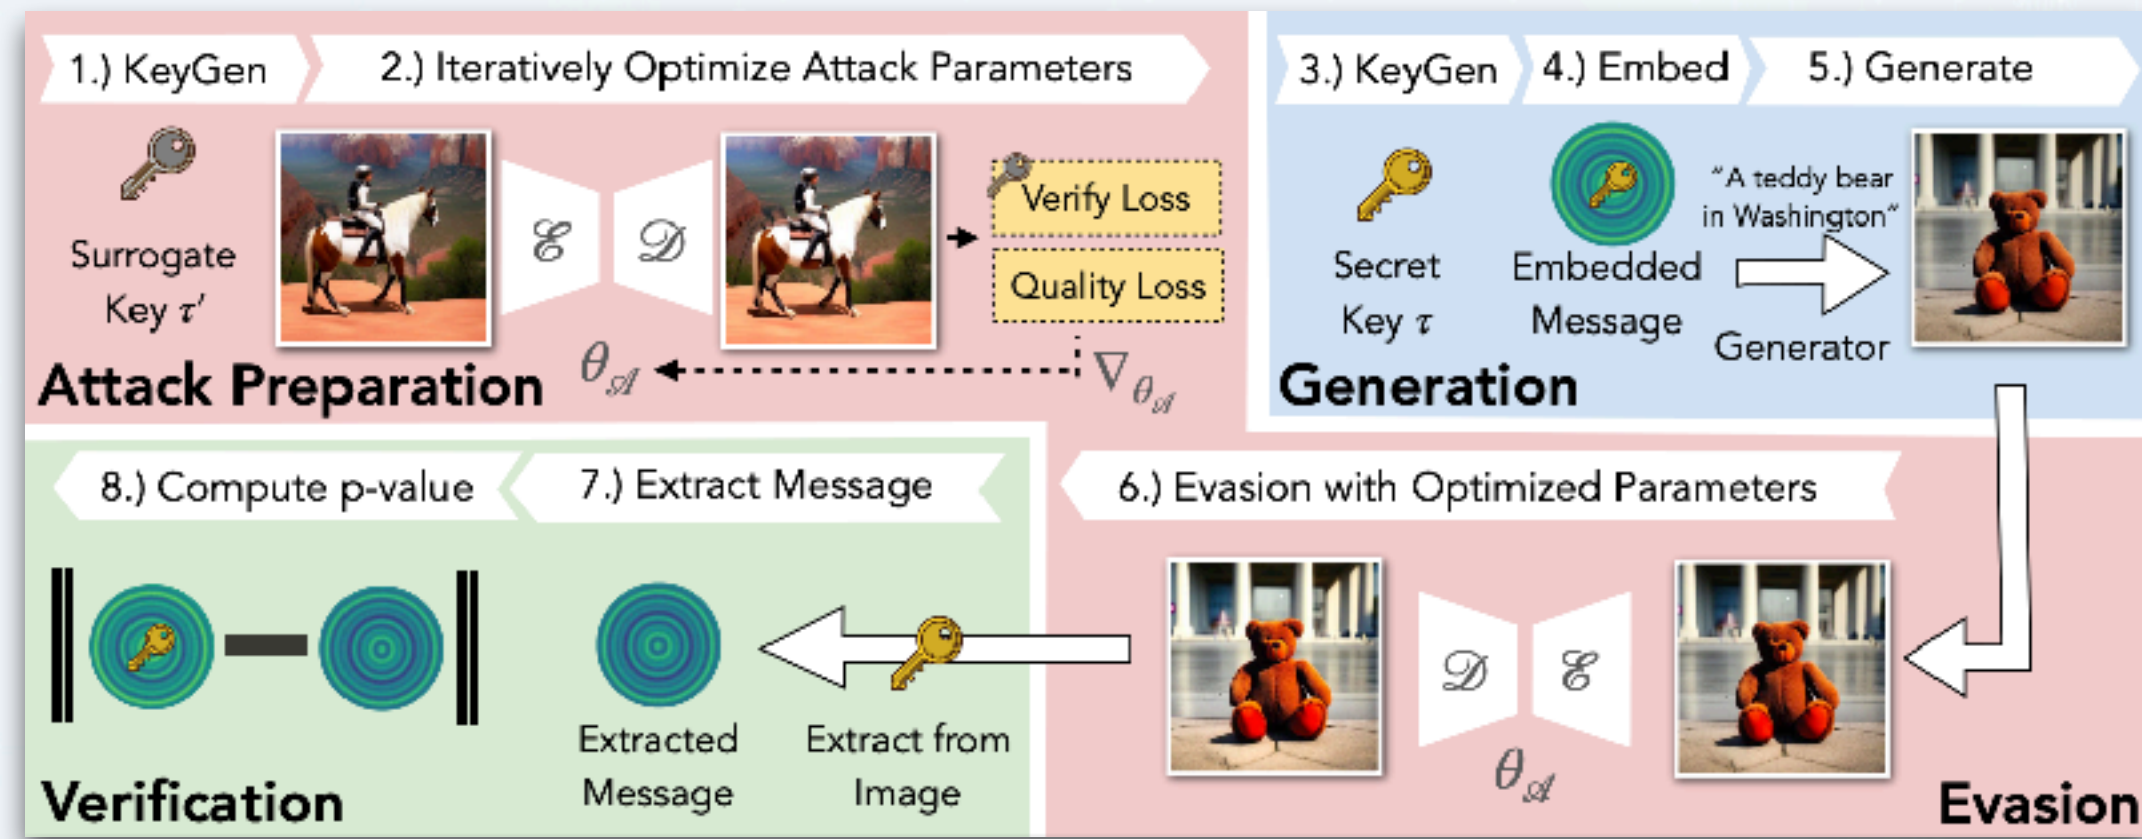 1.) KeyGen
2.) Iteratively Optimize Attack Parameters
Surrogate
Key τ′
ℰ
𝒟
Verify Loss
Quality Loss
θ𝒜
∇θ𝒜
Attack Preparation
3.) KeyGen
4.) Embed
5.) Generate
Secret
Key τ
Embedded
Message
"A teddy bear
in Washington"
Generator
Generation
6.) Evasion with Optimized Parameters
𝒟
ℰ
θ𝒜
Evasion
7.) Extract Message
Extract from
Image
Extracted
Message
8.) Compute p-value
Verification